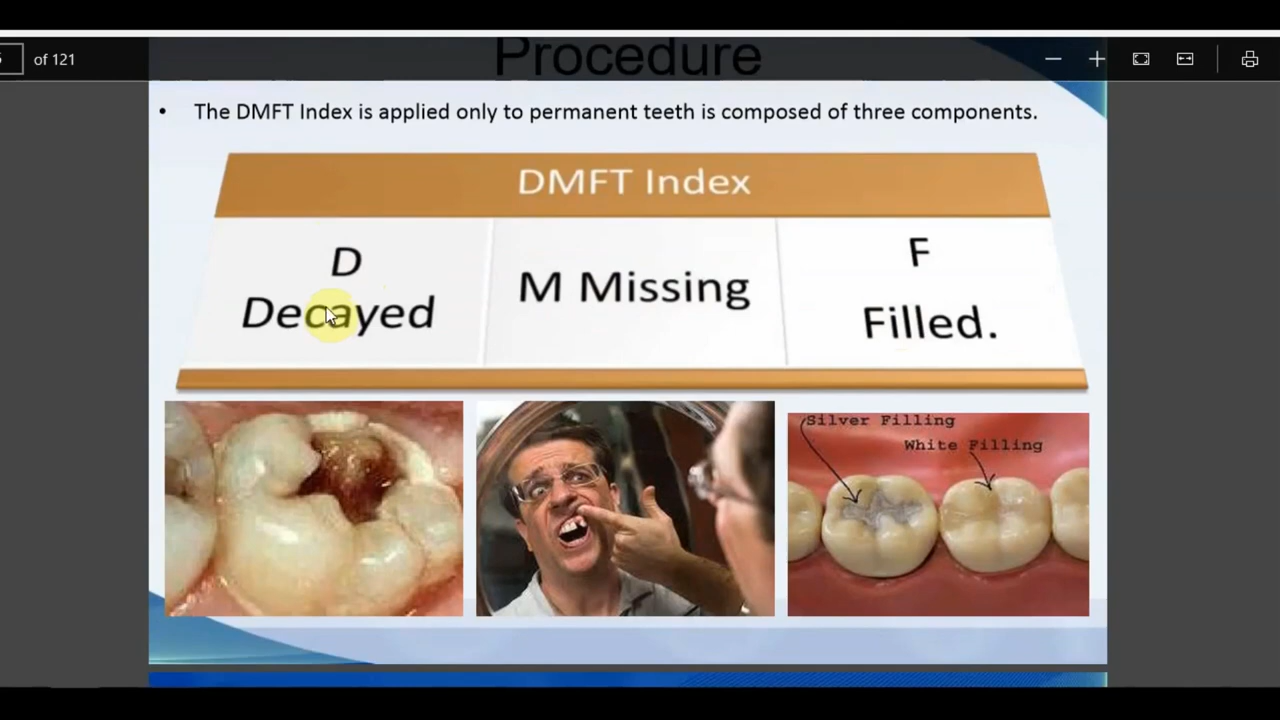 of 121
Procedure
• The DMFT Index is applied only to permanent teeth is composed of three components.
DMFT Index
D
Decayed
M Missing
F
Filled.
Silver Filling
White Filling